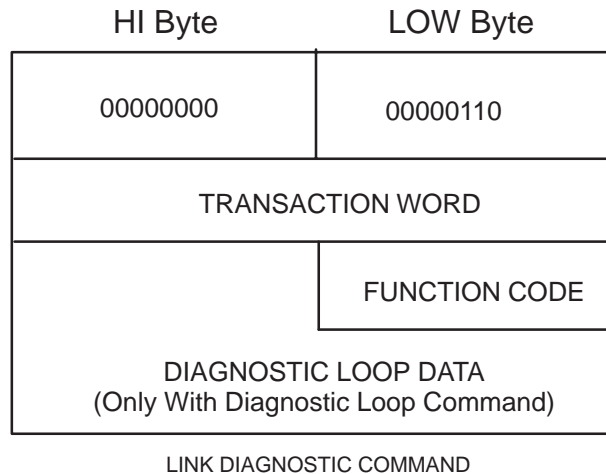 HI Byte LOW Byte
00000000 00000110
TRANSACTION WORD
FUNCTION CODE
DIAGNOSTIC LOOP DATA
(Only With Diagnostic Loop Command)
LINK DIAGNOSTIC COMMAND